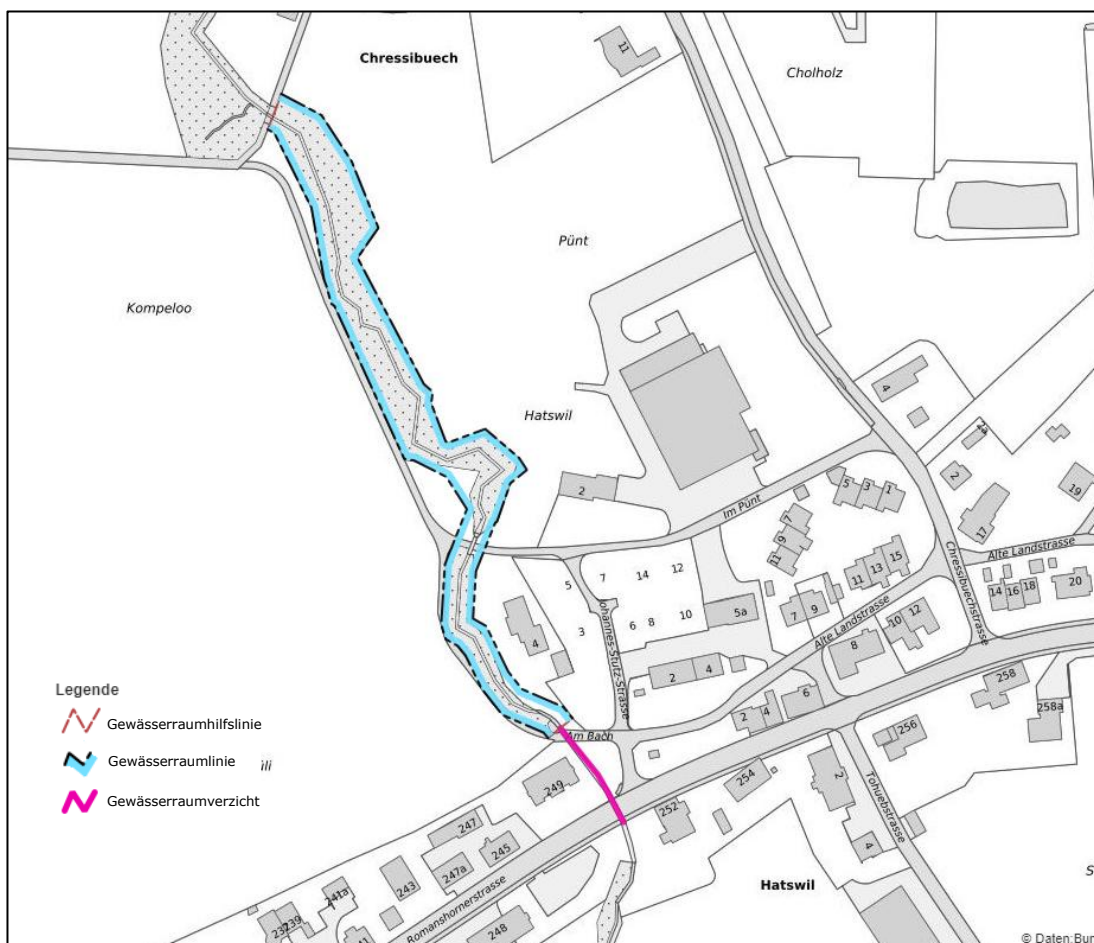 Chressibuech
11
Cholholz
Pünt
Kompeloo
4
Hatswil
2a
2
2
19
5
3
1
Im Pünt
17
7
9
11
Chressibuechstrasse
Alte Landstrasse
15
13
11
5
7
14
12
14
16
18
20
Johannes-Stutz-Strasse
5a
7
9
12
10
4
3
6
8
10
Alte Landstrasse
8
2
4
258
Legende
Gewässerraumhilfslinie
Gewässerraumlinie
Gewässerraumverzicht
Am Bach
2
4
6
258a
256
249
254
2
Tohuebstrasse
252
247
245
247a
4
243
241a
239
Romanshornerstrasse
248
Hatswil
S
© Daten:Bun